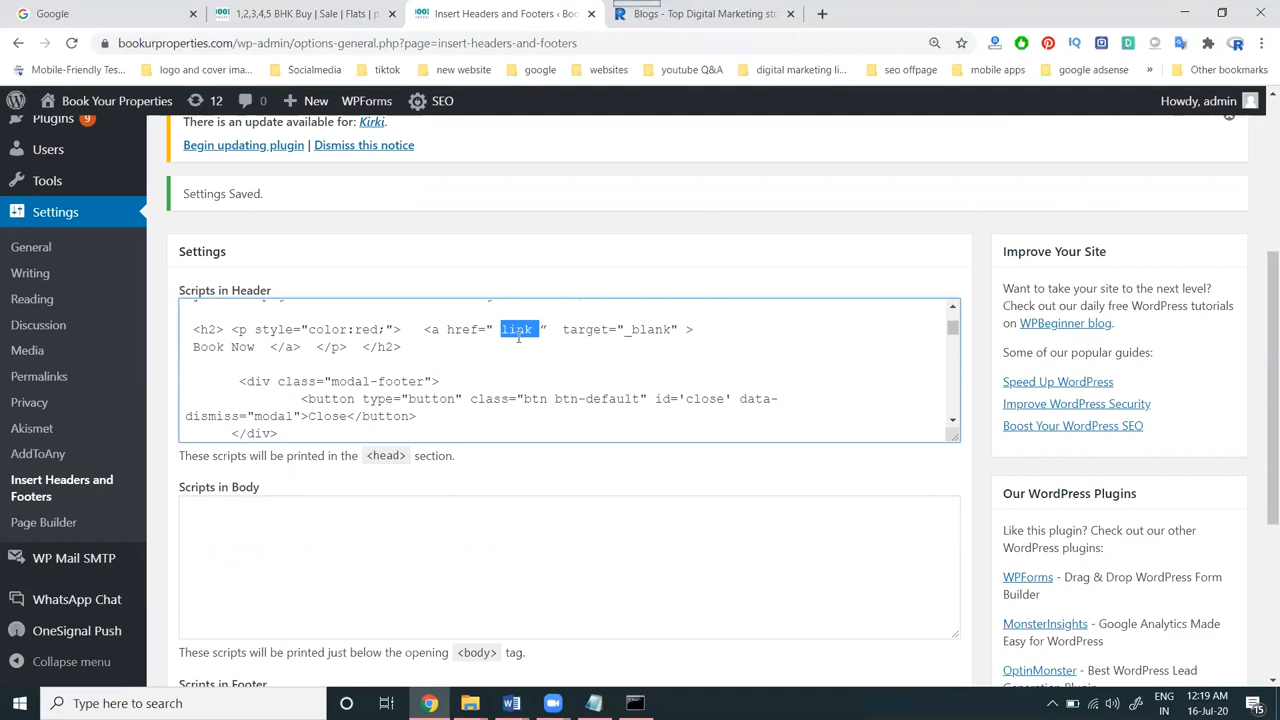 Google
1,2,3,4,5 BHK Buy | Sale | Flats |
Insert Headers and Footers ‹ Boo
Blogs - Top Digital Marketing str
bookurproperties.com/wp-admin/options-general.php?page=insert-headers-and-footers
Mobile-Friendly Tes...
logo and cover ima...
Socialmedia
tiktok
google
websites
youtube Q&A
digital marketing li...
seo offpage
mobile apps
google adsense
»
Other bookmarks
Book Your Properties
12
0
New
WPForms
SEO
Howdy, admin
Plugins 9
Users
Tools
Settings
General
Writing
Reading
Discussion
Media
Permalinks
Privacy
Akismet
AddToAny
Insert Headers and
Footers
Page Builder
WP Mail SMTP
WhatsApp Chat
OneSignal Push
Collapse menu
There is an update available for: Kirki.
Begin updating plugin | Dismiss this notice
Settings Saved.
Settings
Scripts in Header
<h2> <p style="color:red;"> <a href=" link ” target="_blank" >
Book Now </a> </p> </h2>
<div class="modal-footer">
<button type="button" class="btn btn-default" id='close' data-
dismiss="modal">Close</button>
</div>
These scripts will be printed in the <head> section.
Scripts in Body
These scripts will be printed just below the opening <body> tag.
Scripts in Footer
Improve Your Site
Want to take your site to the next level?
Check out our daily free WordPress tutorials
on WPBeginner blog.
Some of our popular guides:
Speed Up WordPress
Improve WordPress Security
Boost Your WordPress SEO
Our WordPress Plugins
Like this plugin? Check out our other
WordPress plugins:
WPForms - Drag & Drop WordPress Form
Builder
MonsterInsights - Google Analytics Made
Easy for WordPress
OptinMonster - Best WordPress Lead
Generation Plugin
Type here to search
ENG
IN
12:19 AM
16-Jul-20
15